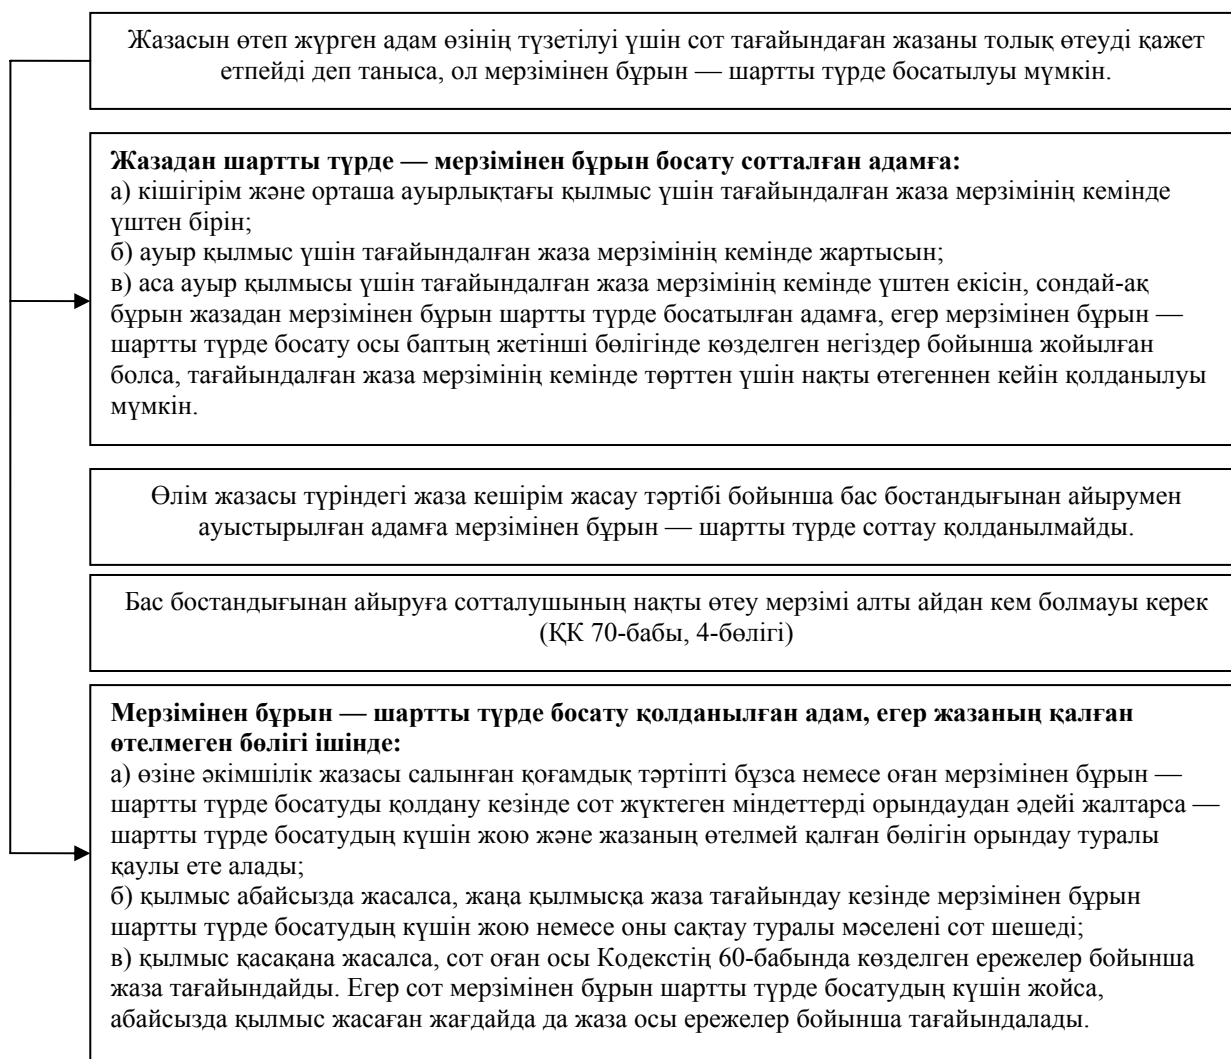 Жазасын өтеп жүрген адам өзінің түзетілуі үшін сот тағайындаған жазаны толық өтеуді қажет
етпейді деп таныса, ол мерзімінен бұрын — шартты түрде босатылуы мүмкін.
Жазадан шартты түрде — мерзімінен бұрын босату сотталған адамға:
а) кішігірім және орташа ауырлықтағы қылмыс үшін тағайындалған жаза мерзімінің кемінде
үштен бірін;
б) ауыр қылмыс үшін тағайындалған жаза мерзімінің кемінде жартысын;
в) аса ауыр қылмысы үшін тағайындалған жаза мерзімінің кемінде үштен екісін, сондай-ақ
бұрын жазадан мерзімінен бұрын шартты түрде босатылған адамға, егер мерзімінен бұрын —
шартты түрде босату осы баптың жетінші бөлігінде көзделген негіздер бойынша жойылған
болса, тағайындалған жаза мерзімінің кемінде төрттен үшін нақты өтегеннен кейін қолданылуы
мүмкін.
Өлім жазасы түріндегі жаза кешірім жасау тәртібі бойынша бас бостандығынан айырумен
ауыстырылған адамға мерзімінен бұрын — шартты түрде соттау қолданылмайды.
Бас бостандығынан айыруға сотталушының нақты өтеу мерзімі алты айдан кем болмауы керек
(ҚК 70-бабы, 4-бөлігі)
Мерзімінен бұрын — шартты түрде босату қолданылған адам, егер жазаның қалған
өтелмеген бөлігі ішінде:
а) өзіне әкімшілік жазасы салынған қоғамдық тәртіпті бұзса немесе оған мерзімінен бұрын —
шартты түрде босатуды қолдану кезінде сот жүктеген міндеттерді орындаудан әдейі жалтарса —
шартты түрде босатудың күшін жою және жазаның өтелмей қалған бөлігін орындау туралы
қаулы ете алады;
б) қылмыс абайсызда жасалса, жаңа қылмысқа жаза тағайындау кезінде мерзімінен бұрын
шартты түрде босатудың күшін жою немесе оны сақтау туралы мәселені сот шешеді;
в) қылмыс қасақана жасалса, сот оған осы Кодекстің 60-бабында көзделген ережелер бойынша
жаза тағайындайды. Егер сот мерзімінен бұрын шартты түрде босатудың күшін жойса,
абайсызда қылмыс жасаған жағдайда да жаза осы ережелер бойынша тағайындалады.